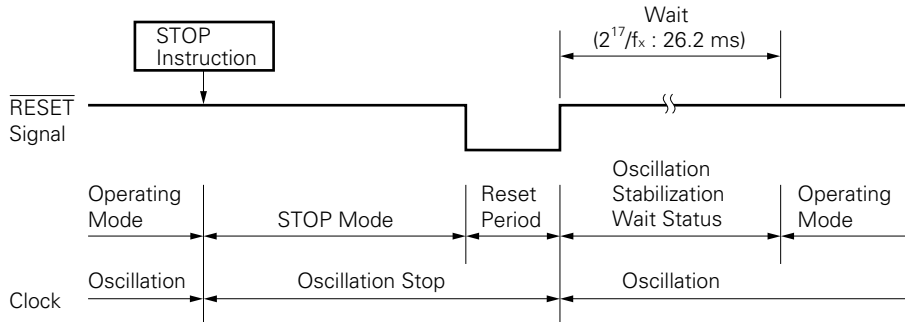 Wait
(2¹⁷/fx : 26.2 ms)
STOP
Instruction
RESET
Signal
Operating
Mode
STOP Mode
Reset
Period
Oscillation
Stabilization
Wait Status
Operating
Mode
Clock
Oscillation
Oscillation Stop
Oscillation